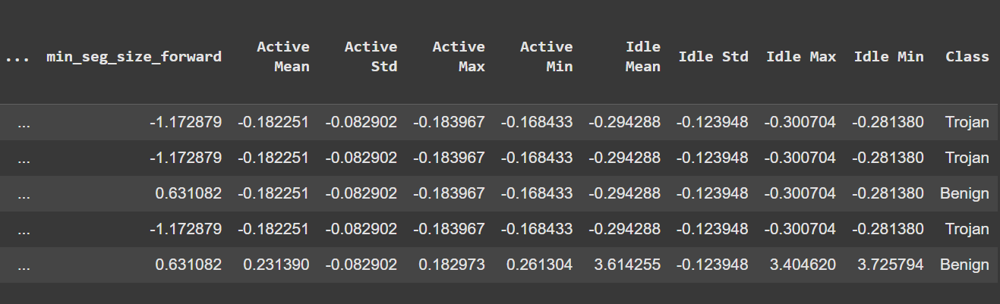 ... min_seg_size_forward Active Mean Active Std Active Max Active Min Idle Mean Idle Std Idle Max Idle Min Class
... -1.172879 -0.182251 -0.082902 -0.183967 -0.168433 -0.294288 -0.123948 -0.300704 -0.281380 Trojan
... -1.172879 -0.182251 -0.082902 -0.183967 -0.168433 -0.294288 -0.123948 -0.300704 -0.281380 Trojan
... 0.631082 -0.182251 -0.082902 -0.183967 -0.168433 -0.294288 -0.123948 -0.300704 -0.281380 Benign
... -1.172879 -0.182251 -0.082902 -0.183967 -0.168433 -0.294288 -0.123948 -0.300704 -0.281380 Trojan
... 0.631082 0.231390 -0.082902 0.182973 0.261304 3.614255 -0.123948 3.404620 3.725794 Benign